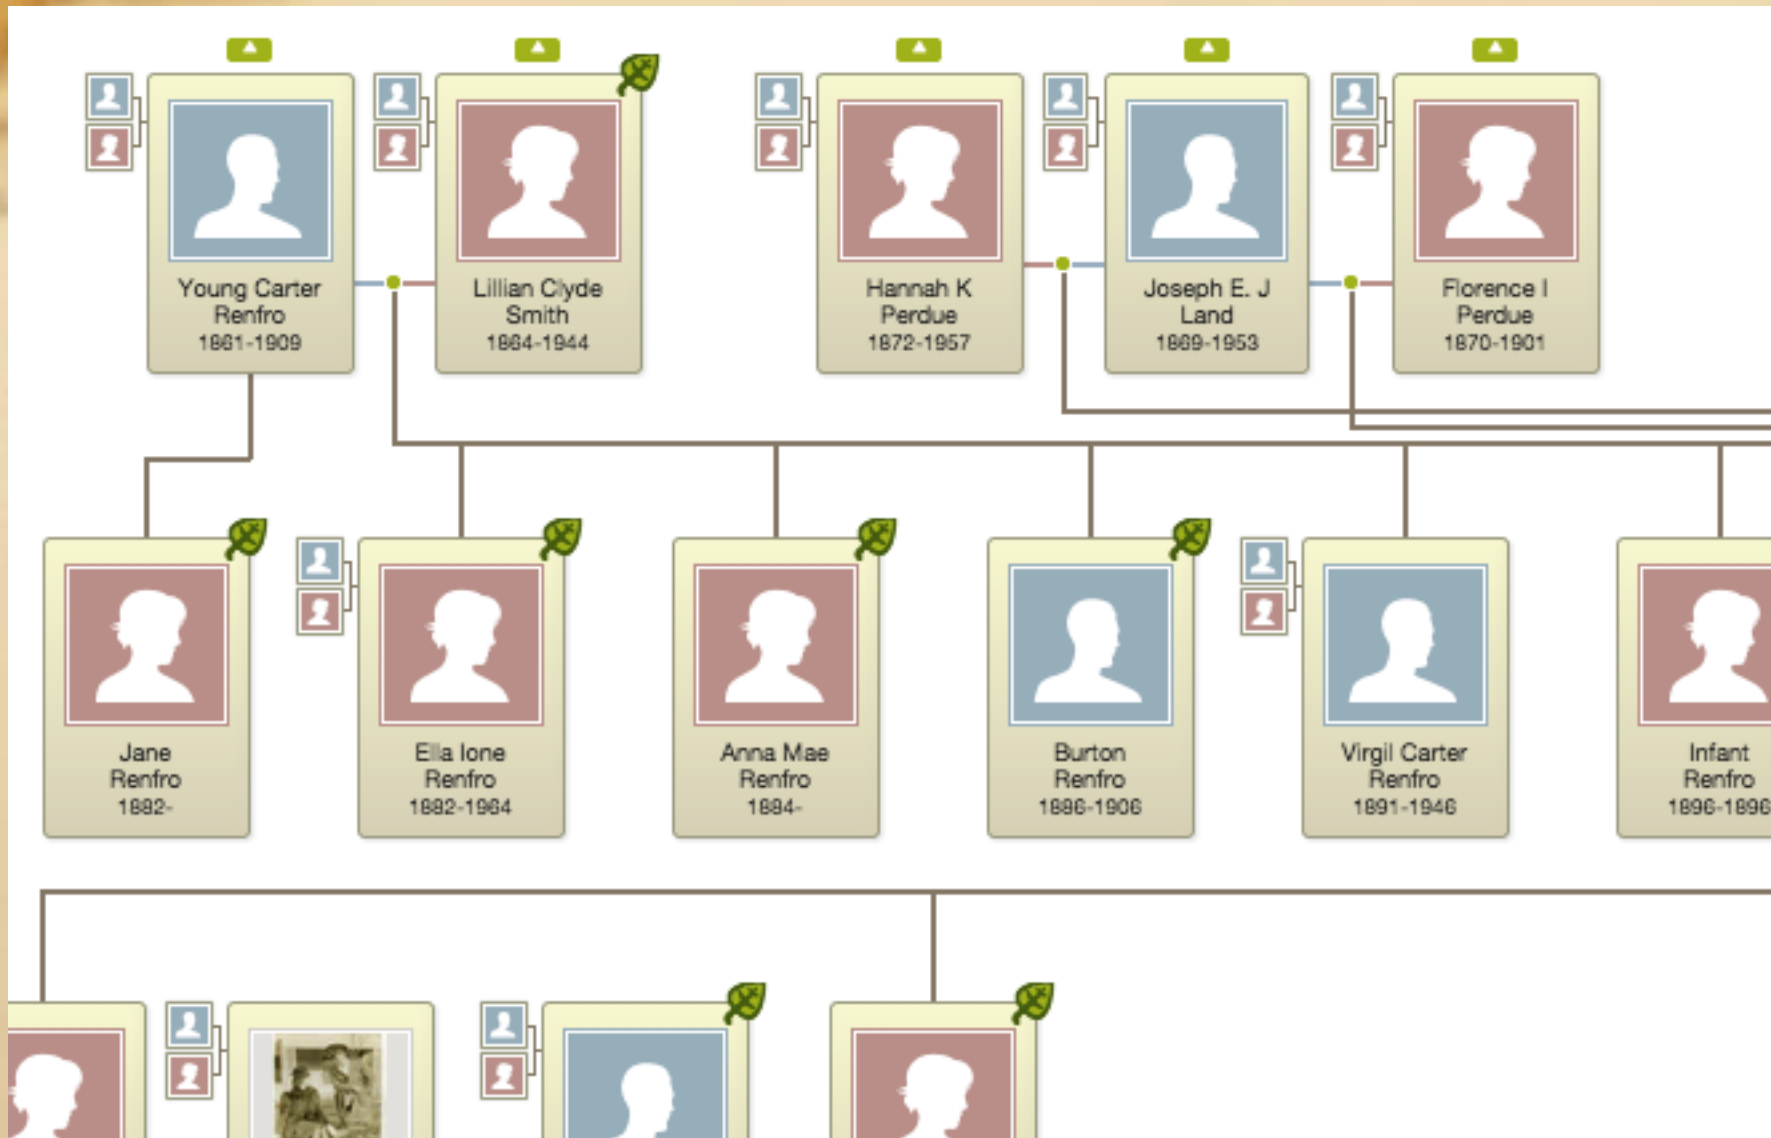 Young Carter
Renfro
1861-1909
Lillian Clyde
Smith
1864-1944
Hannah K
Perdue
1872-1957
Joseph E. J
Land
1869-1953
Florence I
Perdue
1870-1901
Jane
Renfro
1882-
Ella Ione
Renfro
1882-1964
Anna Mae
Renfro
1884-
Burton
Renfro
1886-1906
Virgil Carter
Renfro
1891-1946
Infant
Renfro
1896-1896